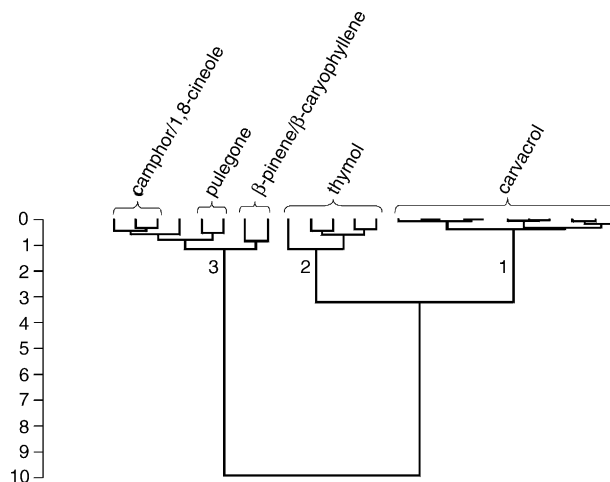 camphor/1,8-cineole
pulegone
β-pinene/β-caryophyllene
thymol
carvacrol
0
1
2
3
4
5
6
7
8
9
10
3
2
1